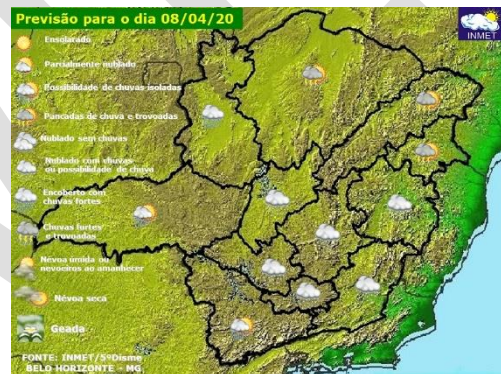 Previsão para o dia 08/04/20
INMET
Ensolarado
Parcialmente nublado
Possibilidade de chuvas isoladas
Pancadas de chuva e trovoadas
Nublado sem chuvas
Nublado com chuvas
ou possibilidade de chuva
Encoberto com
chuvas fortes
Chuvas fortes
e trovoadas
Névoa úmida ou
nevoeiros ao amanhecer
Névoa seca
Geada
FONTE: INMET/5ºDisme
BELO HORIZONTE - MG